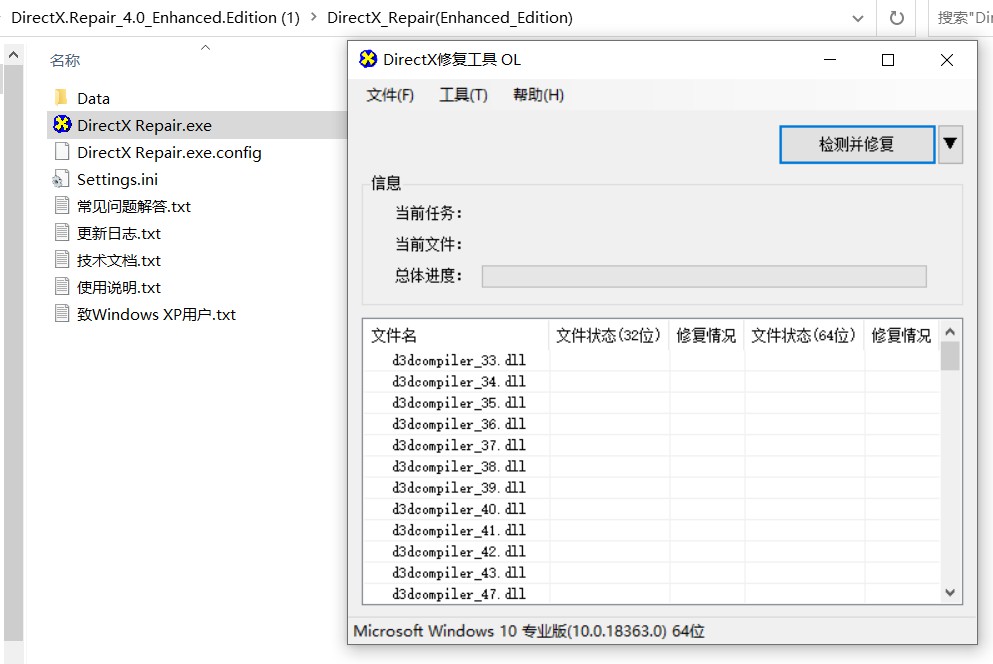 DirectX.Repair_4.0_Enhanced.Edition (1) › DirectX_Repair(Enhanced_Edition)
搜索"Di
名称
Data
DirectX Repair.exe
DirectX Repair.exe.config
Settings.ini
常见问题解答.txt
更新日志.txt
技术文档.txt
使用说明.txt
致Windows XP用户.txt
DirectX修复工具 OL
文件(F) 工具(T) 帮助(H)
检测并修复
信息
当前任务:
当前文件:
总体进度:
文件名 文件状态(32位) 修复情况 文件状态(64位) 修复情况
d3dcompiler_33.dll
d3dcompiler_34.dll
d3dcompiler_35.dll
d3dcompiler_36.dll
d3dcompiler_37.dll
d3dcompiler_38.dll
d3dcompiler_39.dll
d3dcompiler_40.dll
d3dcompiler_41.dll
d3dcompiler_42.dll
d3dcompiler_43.dll
d3dcompiler_47.dll
Microsoft Windows 10 专业版(10.0.18363.0) 64位